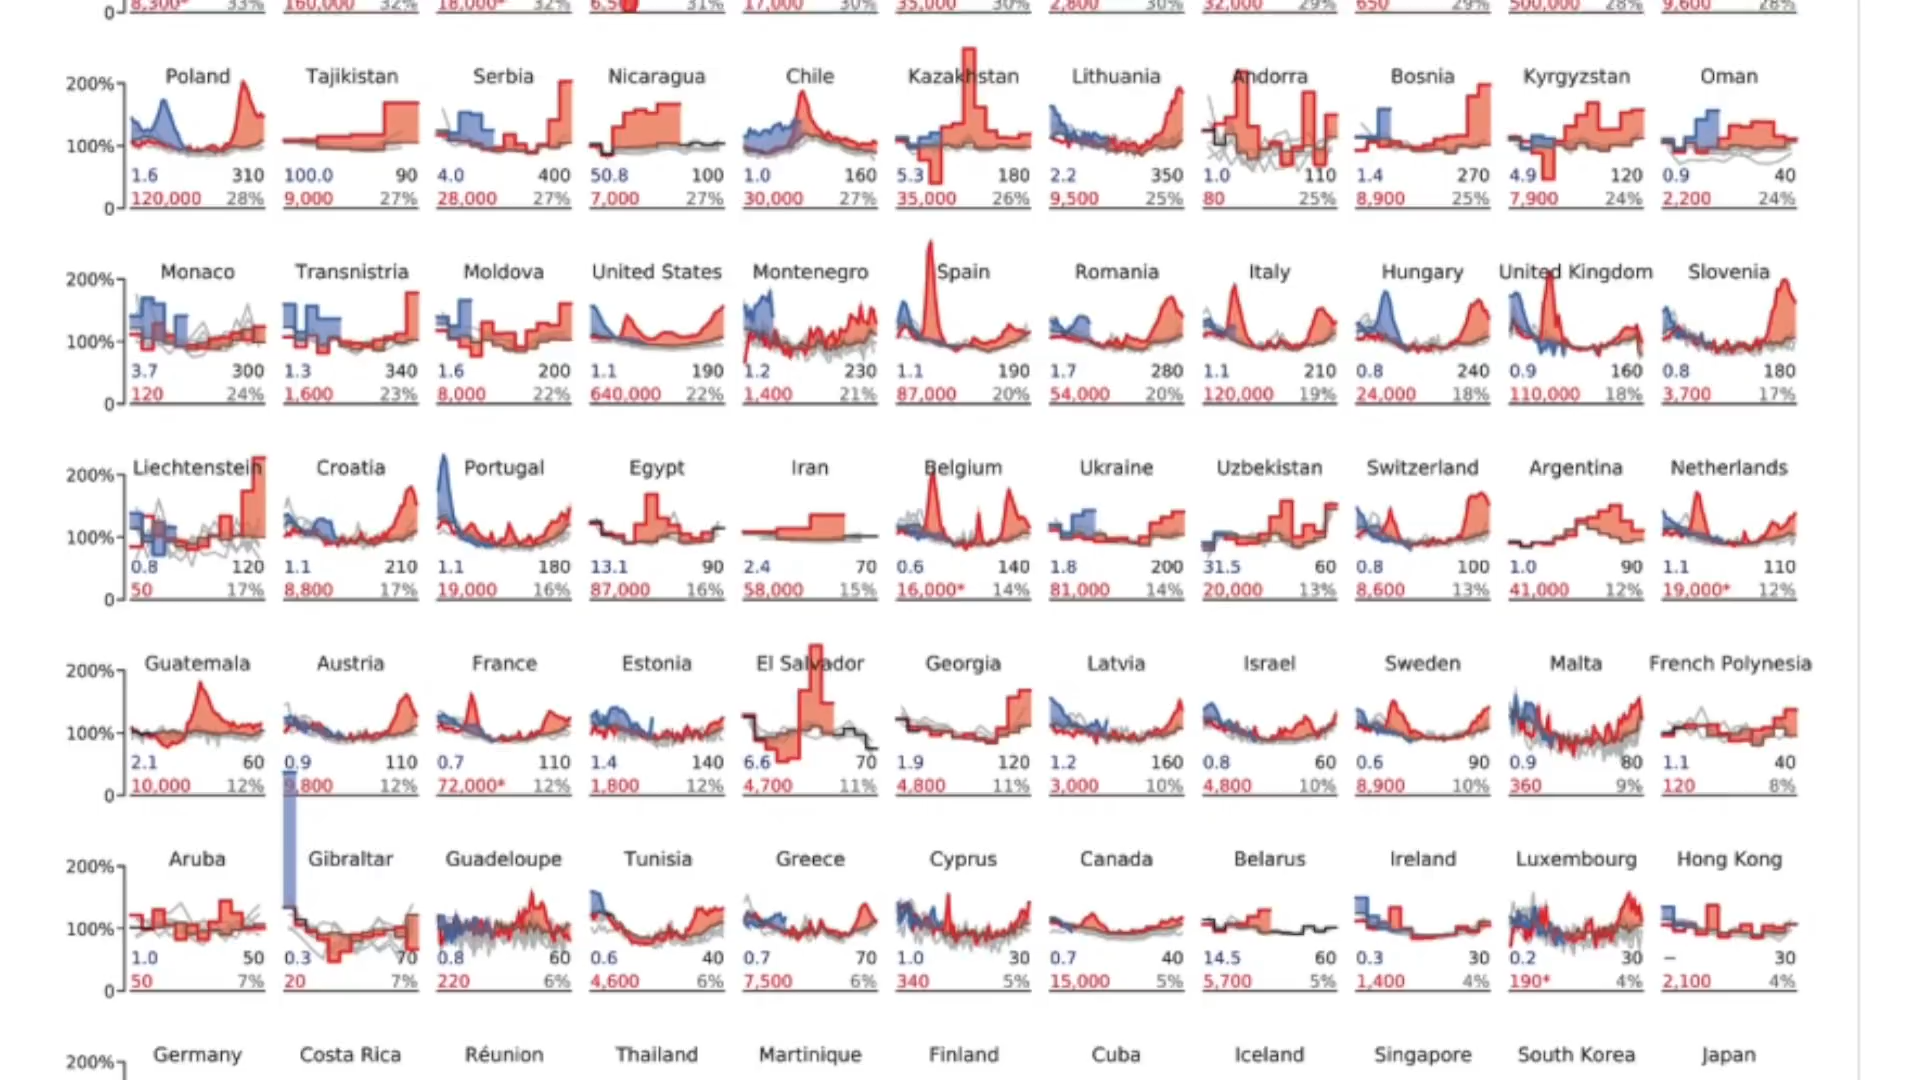 8,300* 33% 160,000 32% 18,000* 32% 6.5 31% 17,000 30% 35,000 30% 2,800 30% 32,000 29% 650 29% 500,000 28% 9,600 28%
0
Poland Tajikistan Serbia Nicaragua Chile Kazakhstan Lithuania Andorra Bosnia Kyrgyzstan Oman
200%
100%
1.6 310 100.0 90 4.0 400 50.8 100 1.0 160 5.3 180 2.2 350 1.0 110 1.4 270 4.9 120 0.9 40
120,000 28% 9,000 27% 28,000 27% 7,000 27% 30,000 27% 35,000 26% 9,500 25% 80 25% 8,900 25% 7,900 24% 2,200 24%
0
Monaco Transnistria Moldova United States Montenegro Spain Romania Italy Hungary United Kingdom Slovenia
200%
100%
3.7 300 1.3 340 1.6 200 1.1 190 1.2 230 1.1 190 1.7 280 1.1 210 0.8 240 0.9 160 0.8 180
120 24% 1,600 23% 8,000 22% 640,000 22% 1,400 21% 87,000 20% 54,000 20% 120,000 19% 24,000 18% 110,000 18% 3,700 17%
0
Liechtenstein Croatia Portugal Egypt Iran Belgium Ukraine Uzbekistan Switzerland Argentina Netherlands
200%
100%
0.8 120 1.1 210 1.1 180 13.1 90 2.4 70 0.6 140 1.8 200 31.5 60 0.8 100 1.0 90 1.1 110
50 17% 8,800 17% 19,000 16% 87,000 16% 58,000 15% 16,000* 14% 81,000 14% 20,000 13% 8,600 13% 41,000 12% 19,000* 12%
0
Guatemala Austria France Estonia El Salvador Georgia Latvia Israel Sweden Malta French Polynesia
200%
100%
2.1 60 0.9 110 0.7 110 1.4 140 6.6 70 1.9 120 1.2 160 0.8 60 0.6 90 0.9 80 1.1 40
10,000 12% 9,800 12% 72,000* 12% 1,800 12% 4,700 11% 4,800 11% 3,000 10% 4,800 10% 8,900 10% 360 9% 120 8%
0
Aruba Gibraltar Guadeloupe Tunisia Greece Cyprus Canada Belarus Ireland Luxembourg Hong Kong
200%
100%
1.0 50 0.3 70 0.8 60 0.6 40 0.7 70 1.0 30 0.7 40 14.5 60 0.3 30 0.2 30 – 30
50 7% 20 7% 220 6% 4,600 6% 7,500 6% 340 5% 15,000 5% 5,700 5% 1,400 4% 190* 4% 2,100 4%
0
Germany Costa Rica Réunion Thailand Martinique Finland Cuba Iceland Singapore South Korea Japan
200%